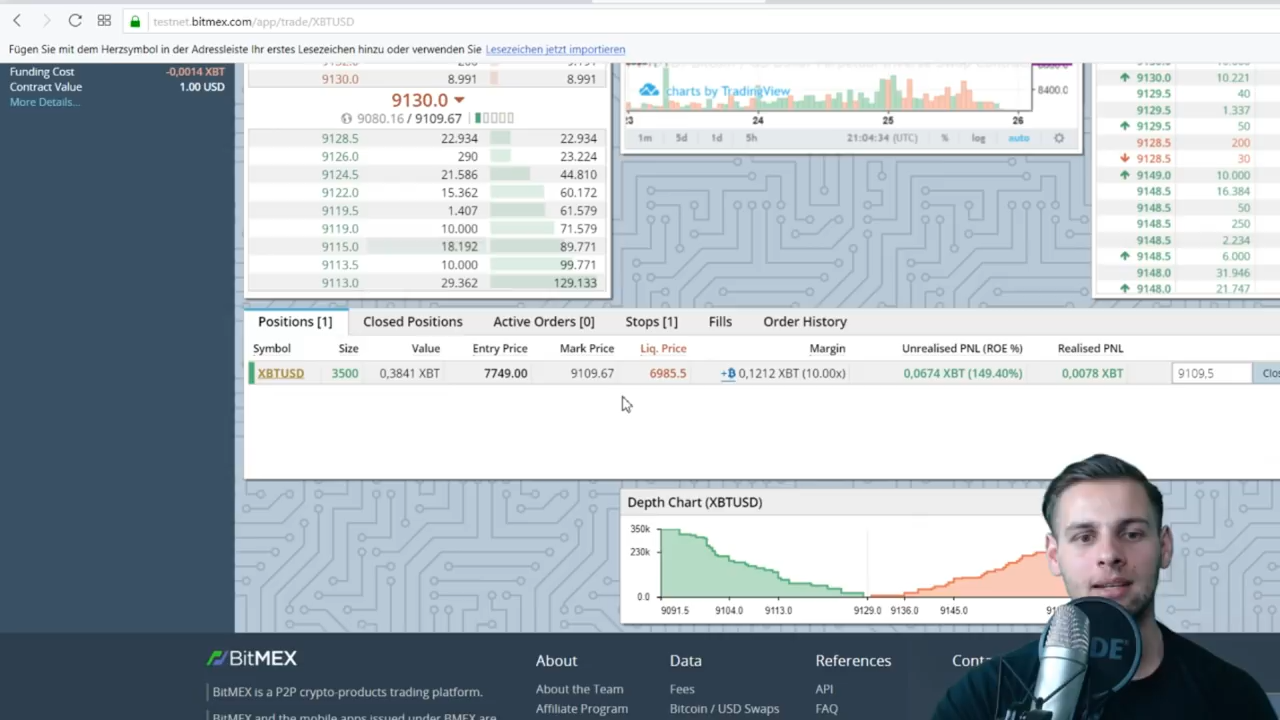 testnet.bitmex.com/app/trade/XBTUSD
Fügen Sie mit dem Herzsymbol in der Adressleiste Ihr erstes Lesezeichen hinzu oder verwenden Sie Lesezeichen jetzt importieren
Funding Cost -0,0014 XBT
Contract Value 1.00 USD
More Details...
9130.0 8.991 8.991
9130.0
9080.16 / 9109.67
9128.5 22.934 22.934
9126.0 290 23.224
9124.5 21.586 44.810
9122.0 15.362 60.172
9119.5 1.407 61.579
9119.0 10.000 71.579
9115.0 18.192 89.771
9113.5 10.000 99.771
9113.0 29.362 129.133
charts by TradingView
8400.0
24 25 26
1m 5d 1d 5h 21:04:34 (UTC) % log auto
9130.0 10.221
9129.5 40
9129.5 1.337
9129.5 50
9128.5 200
9128.5 30
9149.0 10.000
9148.5 16.384
9148.5 50
9148.5 250
9148.5 2.234
9148.5 6.000
9148.0 31.946
9148.0 21.747
Positions [1] Closed Positions Active Orders [0] Stops [1] Fills Order History
Symbol Size Value Entry Price Mark Price Liq. Price Margin Unrealised PNL (ROE %) Realised PNL
XBTUSD 3500 0,3841 XBT 7749.00 9109.67 6985.5 0,1212 XBT (10.00x) 0,0674 XBT (149.40%) 0,0078 XBT 9109,5 Clo
Depth Chart (XBTUSD)
350k
230k
0.0
9091.5 9104.0 9113.0 9129.0 9136.0 9145.0
BitMEX
BitMEX is a P2P crypto-products trading platform.
BitMEX and the mobile apps issued under BMEX are
About
About the Team
Affiliate Program
Data
Fees
Bitcoin / USD Swaps
References
API
FAQ